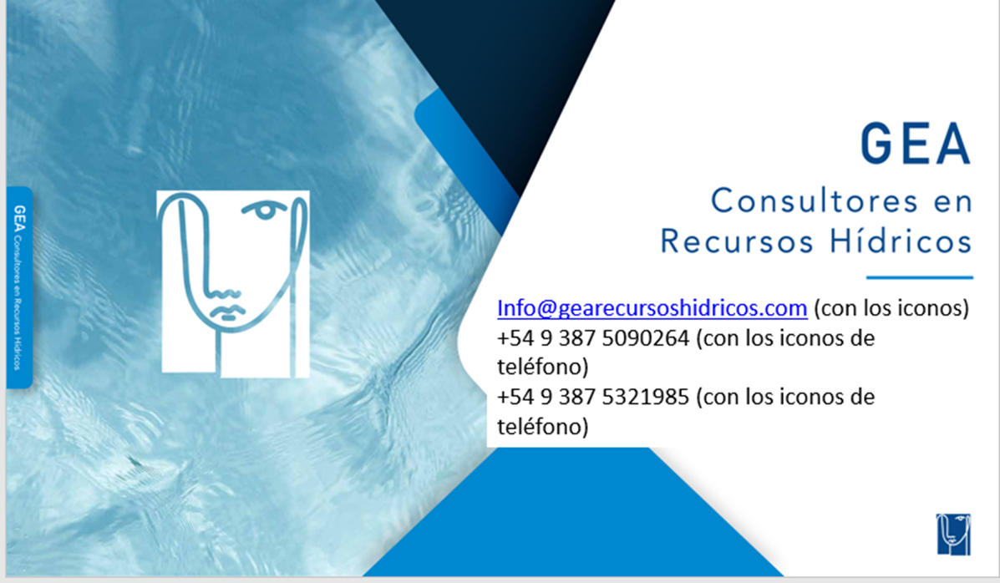 GEA Consultores en Recursos Hídricos
GEA
Consultores en
Recursos Hídricos
Info@gearecursoshidricos.com (con los iconos)
+54 9 387 5090264 (con los iconos de
teléfono)
+54 9 387 5321985 (con los iconos de
teléfono)